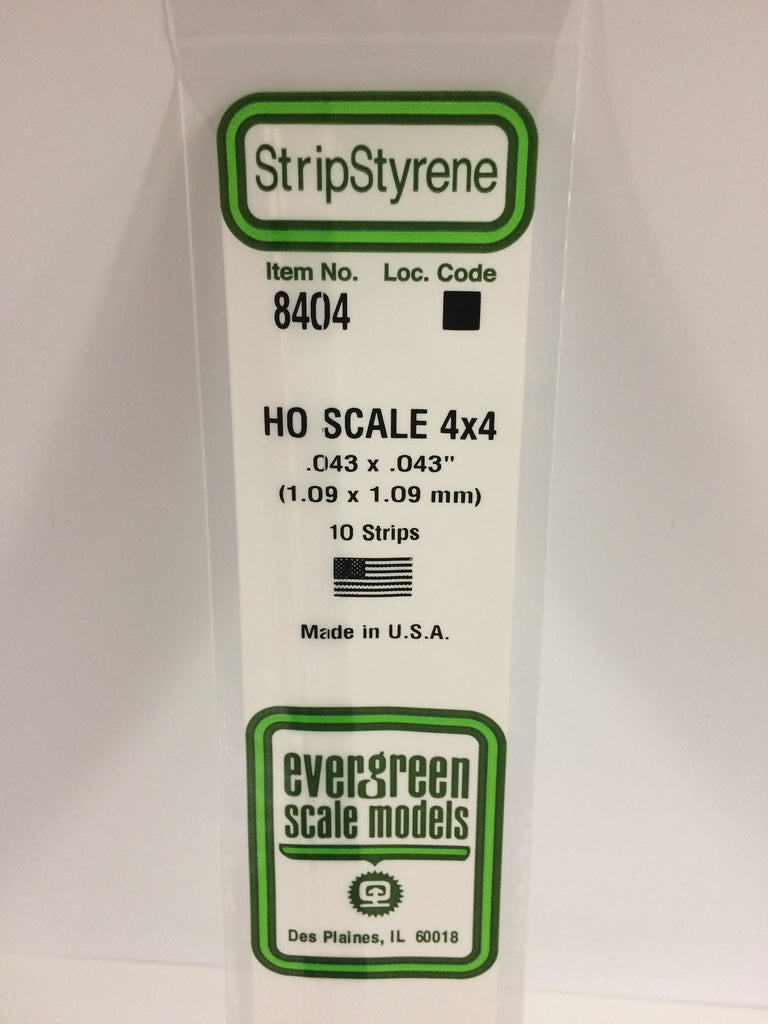 StripStyrene
Item No. Loc. Code
8404
HO SCALE 4x4
.043 x .043"
(1.09 x 1.09 mm)
10 Strips
Made in U.S.A.
evergreen
scale models
Des Plaines, IL 60018